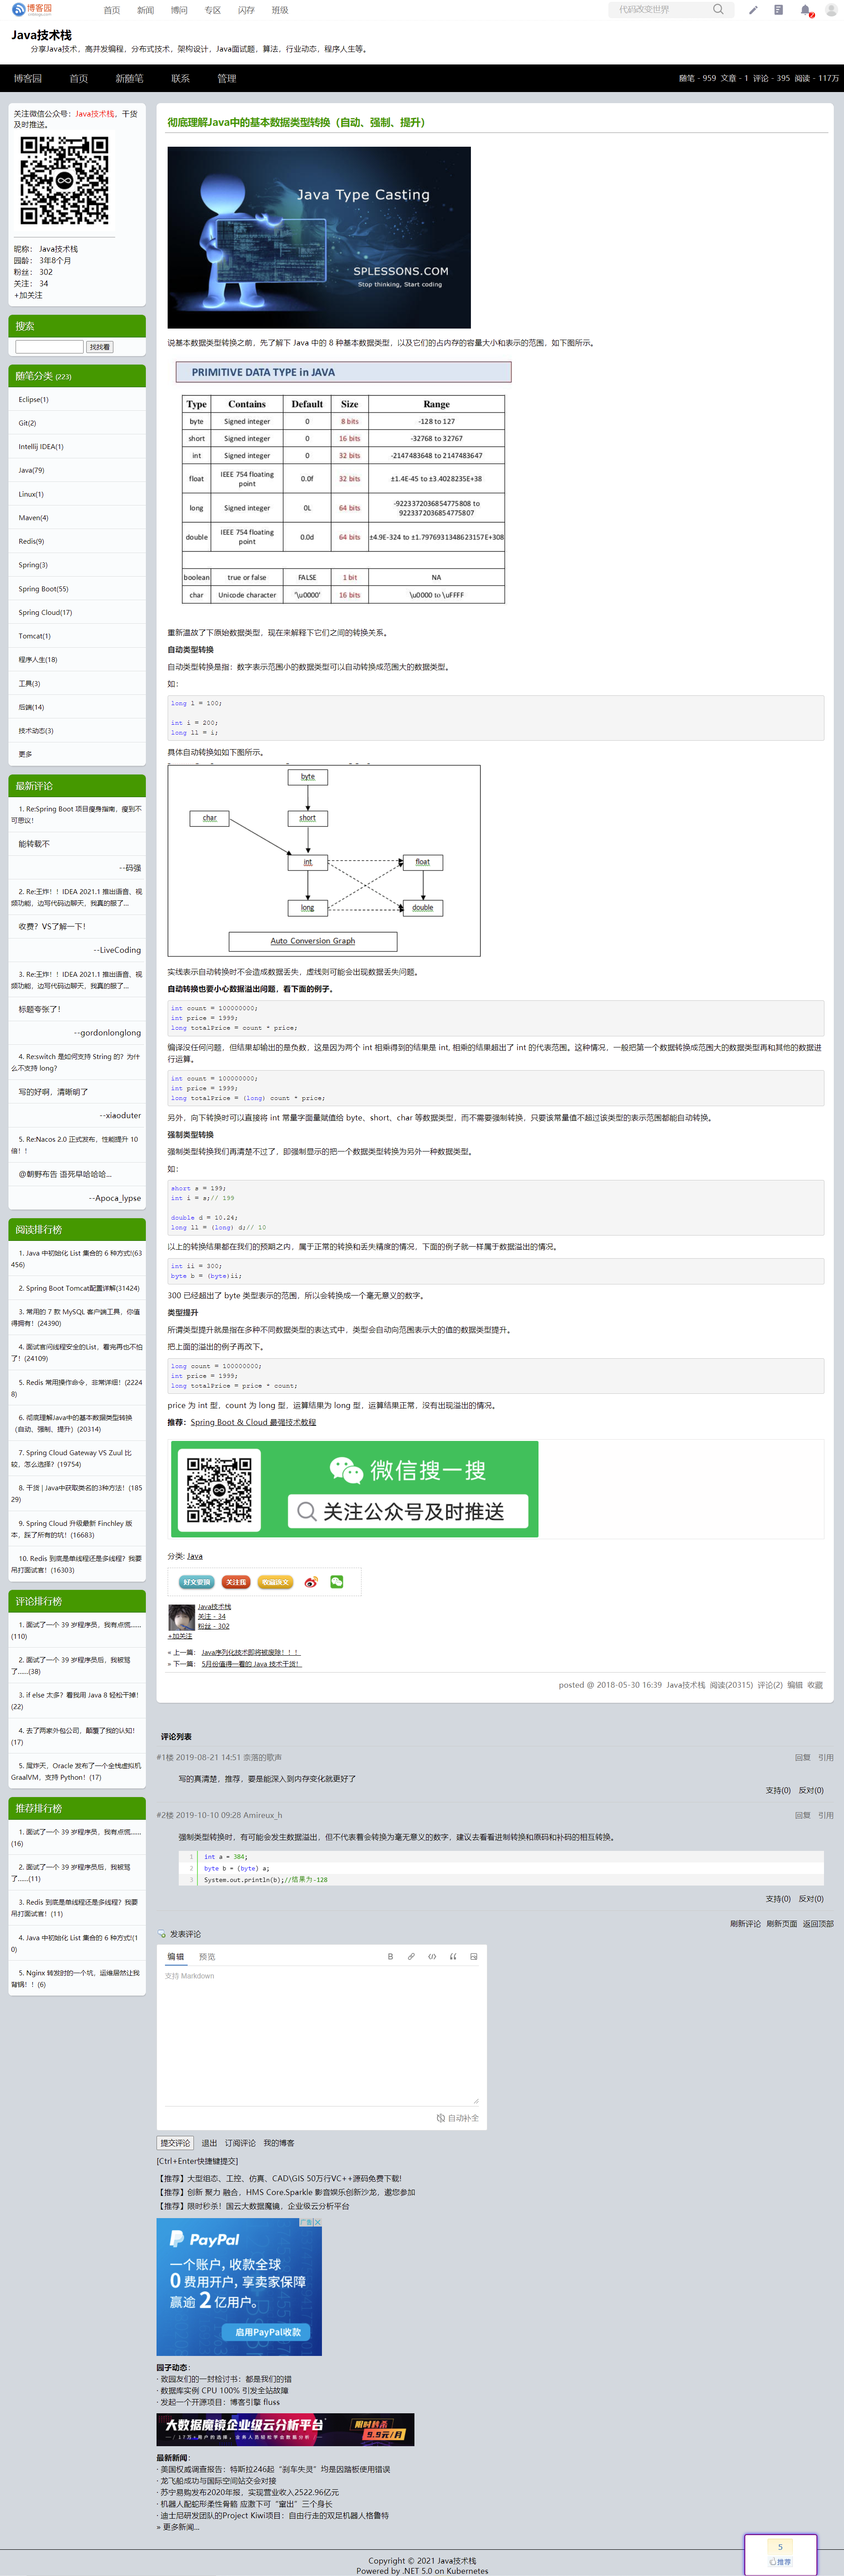 博客园
首页 新闻 博问 专区 闪存 班级
代码改变世界
Java技术栈
分享Java技术，高并发编程，分布式技术，架构设计，Java面试题，算法，行业动态，程序人生等。
博客园 首页 新随笔 联系 管理
随笔 - 959 文章 - 1 评论 - 395 阅读 - 117万
关注微信公众号：Java技术栈，干货
及时推送。
昵称： Java技术栈
园龄： 3年8个月
粉丝： 302
关注： 34
+加关注
搜索
找找看
随笔分类 (223)
Eclipse(1)
Git(2)
Intellij IDEA(1)
Java(79)
Linux(1)
Maven(4)
Redis(9)
Spring(3)
Spring Boot(55)
Spring Cloud(17)
Tomcat(1)
程序人生(18)
工具(3)
后端(14)
技术动态(3)
更多
最新评论
1. Re:Spring Boot 项目瘦身指南，瘦到不
可思议！
能转载不
--码强
2. Re:王炸！！IDEA 2021.1 推出语音、视
频功能，边写代码边聊天，我真的服了...
收费？VS了解一下！
--LiveCoding
3. Re:王炸！！IDEA 2021.1 推出语音、视
频功能，边写代码边聊天，我真的服了...
标题夸张了！
--gordonlonglong
4. Re:switch 是如何支持 String 的？为什
么不支持 long？
写的好啊，清晰明了
--xiaoduter
5. Re:Nacos 2.0 正式发布，性能提升 10
倍！！
@朝野布告 语死早哈哈哈...
--Apoca_lypse
阅读排行榜
1. Java 中初始化 List 集合的 6 种方式!(63
456)
2. Spring Boot Tomcat配置详解(31424)
3. 常用的 7 款 MySQL 客户端工具，你值
得拥有！(24390)
4. 面试官问线程安全的List，看完再也不怕
了！(24109)
5. Redis 常用操作命令，非常详细！(2224
8)
6. 彻底理解Java中的基本数据类型转换
（自动、强制、提升）(20314)
7. Spring Cloud Gateway VS Zuul 比
较，怎么选择？(19754)
8. 干货 | Java中获取类名的3种方法！(185
29)
9. Spring Cloud 升级最新 Finchley 版
本，踩了所有的坑！(16683)
10. Redis 到底是单线程还是多线程？我要
吊打面试官！(16303)
评论排行榜
1. 面试了一个 39 岁程序员，我有点慌……
(110)
2. 面试了一个 39 岁程序员后，我被骂
了……(38)
3. if else 太多？看我用 Java 8 轻松干掉！
(22)
4. 去了两家外包公司，颠覆了我的认知！
(17)
5. 屌炸天，Oracle 发布了一个全栈虚拟机
GraalVM，支持 Python！(17)
推荐排行榜
1. 面试了一个 39 岁程序员，我有点慌……
(16)
2. 面试了一个 39 岁程序员后，我被骂
了……(11)
3. Redis 到底是单线程还是多线程？我要
吊打面试官！(11)
4. Java 中初始化 List 集合的 6 种方式!(1
0)
5. Nginx 转发时的一个坑，运维居然让我
背锅！！(6)
彻底理解Java中的基本数据类型转换（自动、强制、提升）
Java Type Casting
SPLESSONS.COM
Stop thinking, Start coding
说基本数据类型转换之前，先了解下 Java 中的 8 种基本数据类型，以及它们的占内存的容量大小和表示的范围，如下图所示。
PRIMITIVE DATA TYPE in JAVA
Type Contains Default Size Range
byte Signed integer 0 8 bits -128 to 127
short Signed integer 0 16 bits -32768 to 32767
int Signed integer 0 32 bits -2147483648 to 2147483647
float IEEE 754 floating point 0.0f 32 bits ±1.4E-45 to ±3.4028235E+38
long Signed integer 0L 64 bits -9223372036854775808 to 9223372036854775807
double IEEE 754 floating point 0.0d 64 bits ±4.9E-324 to ±1.7976931348623157E+308
boolean true or false FALSE 1 bit NA
char Unicode character '\u0000' 16 bits \u0000 to \uFFFF
重新温故了下原始数据类型，现在来解释下它们之间的转换关系。
自动类型转换
自动类型转换是指：数字表示范围小的数据类型可以自动转换成范围大的数据类型。
如：
long l = 100;
int i = 200;
long ll = i;
具体自动转换如如下图所示。
byte
char short
int float
long double
Auto Conversion Graph
实线表示自动转换时不会造成数据丢失，虚线则可能会出现数据丢失问题。
自动转换也要小心数据溢出问题，看下面的例子。
int count = 100000000;
int price = 1999;
long totalPrice = count * price;
编译没任何问题，但结果却输出的是负数，这是因为两个 int 相乘得到的结果是 int, 相乘的结果超出了 int 的代表范围。这种情况，一般把第一个数据转换成范围大的数据类型再和其他的数据进
行运算。
int count = 100000000;
int price = 1999;
long totalPrice = (long) count * price;
另外，向下转换时可以直接将 int 常量字面量赋值给 byte、short、char 等数据类型，而不需要强制转换，只要该常量值不超过该类型的表示范围都能自动转换。
强制类型转换
强制类型转换我们再清楚不过了，即强制显示的把一个数据类型转换为另外一种数据类型。
如：
short s = 199;
int i = s;// 199
double d = 10.24;
long ll = (long) d;// 10
以上的转换结果都在我们的预期之内，属于正常的转换和丢失精度的情况，下面的例子就一样属于数据溢出的情况。
int ii = 300;
byte b = (byte)ii;
300 已经超出了 byte 类型表示的范围，所以会转换成一个毫无意义的数字。
类型提升
所谓类型提升就是指在多种不同数据类型的表达式中，类型会自动向范围表示大的值的数据类型提升。
把上面的溢出的例子再改下。
long count = 100000000;
int price = 1999;
long totalPrice = price * count;
price 为 int 型，count 为 long 型，运算结果为 long 型，运算结果正常，没有出现溢出的情况。
推荐：Spring Boot & Cloud 最强技术教程
微信搜一搜
关注公众号及时推送
分类: Java
好文要顶 关注我 收藏该文
Java技术栈
关注 - 34
粉丝 - 302
+加关注
« 上一篇： Java序列化技术即将被废除！！！
» 下一篇： 5月份值得一看的 Java 技术干货！
posted @ 2018-05-30 16:39 Java技术栈 阅读(20315) 评论(2) 编辑 收藏
评论列表
#1楼 2019-08-21 14:51 奈落的歌声 回复 引用
写的真清楚，推荐，要是能深入到内存变化就更好了
支持(0) 反对(0)
#2楼 2019-10-10 09:28 Amireux_h 回复 引用
强制类型转换时，有可能会发生数据溢出，但不代表着会转换为毫无意义的数字，建议去看看进制转换和原码和补码的相互转换。
1 int a = 384;
2 byte b = (byte) a;
3 System.out.println(b);//结果为-128
支持(0) 反对(0)
刷新评论 刷新页面 返回顶部
发表评论
编辑 预览
B
支持 Markdown
自动补全
提交评论 退出 订阅评论 我的博客
[Ctrl+Enter快捷键提交]
【推荐】大型组态、工控、仿真、CAD\GIS 50万行VC++源码免费下载!
【推荐】创新 聚力 融合，HMS Core.Sparkle 影音娱乐创新沙龙，邀您参加
【推荐】限时秒杀！国云大数据魔镜，企业级云分析平台
广告
PayPal
一个账户，收款全球
0费用开户，享卖家保障
赢逾2亿用户。
启用PayPal收款
园子动态：
· 致园友们的一封检讨书：都是我们的错
· 数据库实例 CPU 100% 引发全站故障
· 发起一个开源项目：博客引擎 fluss
大数据魔镜企业级云分析平台
限时秒杀
9.9元/月
最新新闻：
· 美国权威调查报告：特斯拉246起“刹车失灵”均是因踏板使用错误
· 龙飞船成功与国际空间站交会对接
· 苏宁易购发布2020年报，实现营业收入2522.96亿元
· 机器人配蛇形柔性骨骼 应激下可“窜出”三个身长
· 迪士尼研发团队的Project Kiwi项目：自由行走的双足机器人格鲁特
» 更多新闻...
Copyright © 2021 Java技术栈
Powered by .NET 5.0 on Kubernetes
5
推荐